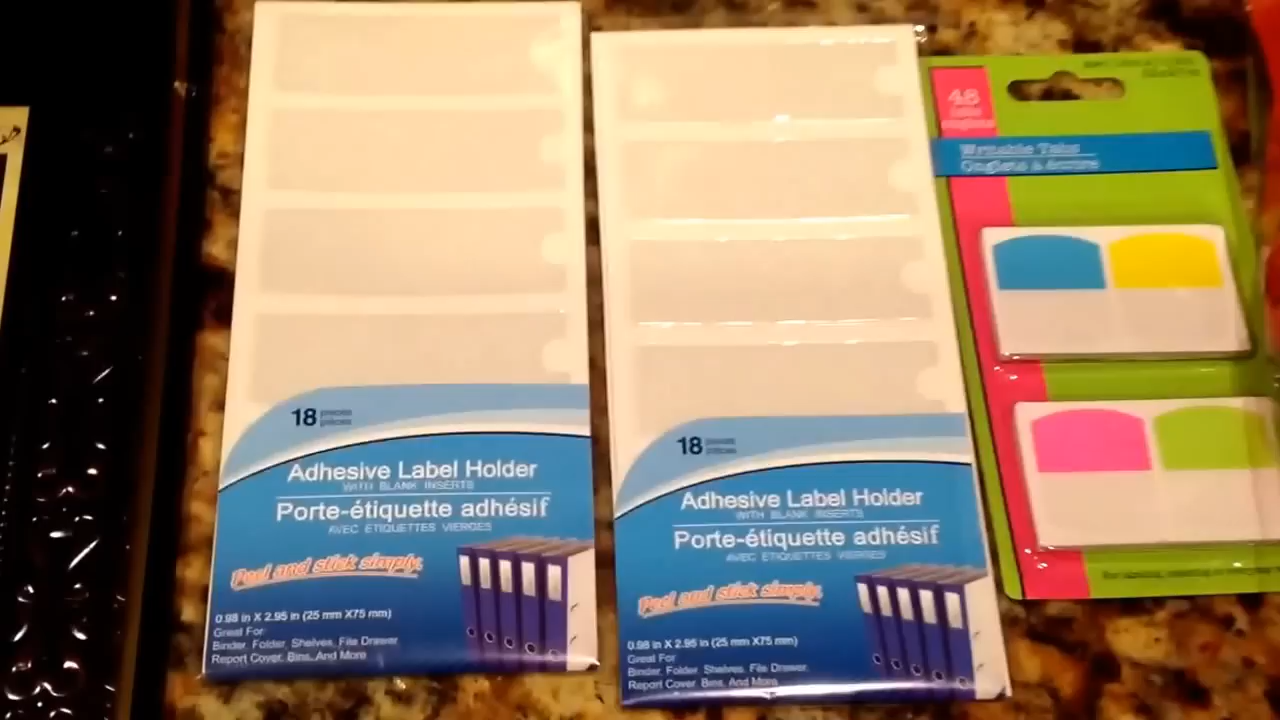 18 pieces
pièces
Adhesive Label Holder
WITH BLANK INSERTS
Porte-étiquette adhésif
AVEC ÉTIQUETTES VIERGES
Peel and stick simply.
0.98 in X 2.95 in (25 mm X75 mm)
Great For:
Binder, Folder, Shelves, File Drawer
Report Cover, Bins, And More
18 pieces
pièces
Adhesive Label Holder
WITH BLANK INSERTS
Porte-étiquette adhésif
AVEC ÉTIQUETTES VIERGES
Peel and stick simply.
0.98 in X 2.95 in (25 mm X75 mm)
Great For:
Binder, Folder, Shelves, File Drawer
Report Cover, Bins, And More
48
Writable Tabs
Onglets à écrire